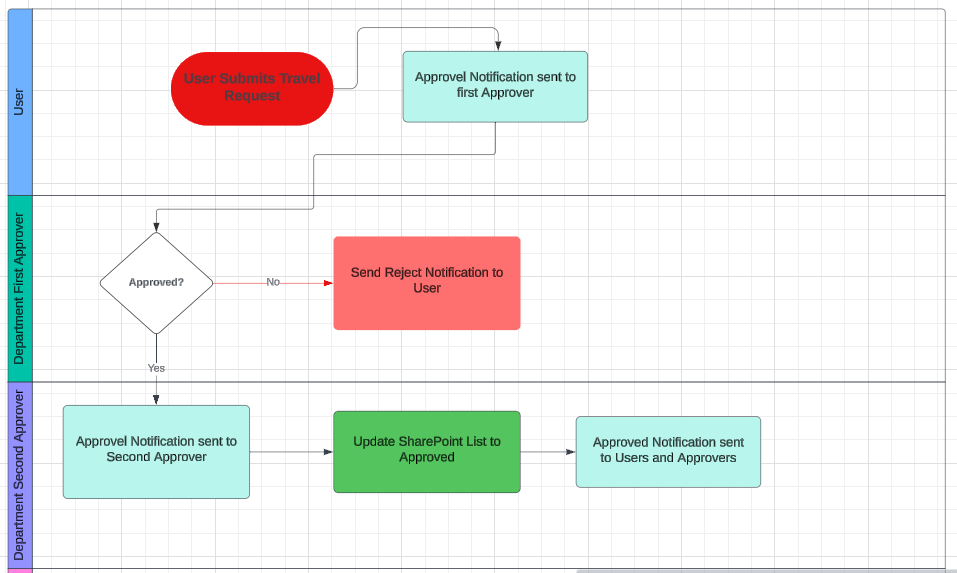 User
User Submits Travel
Request
Approvel Notification sent to
first Approver
Department First Approver
Approved?
No
Send Reject Notification to
User
Yes
Department Second Approver
Approvel Notification sent to
Second Approver
Update SharePoint List to
Approved
Approved Notification sent
to Users and Approvers